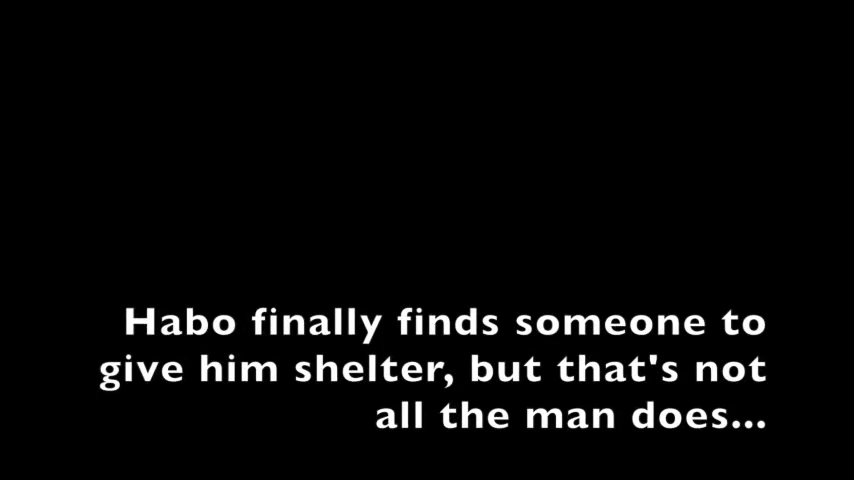 Habo finally finds someone to
give him shelter, but that's not
all the man does...